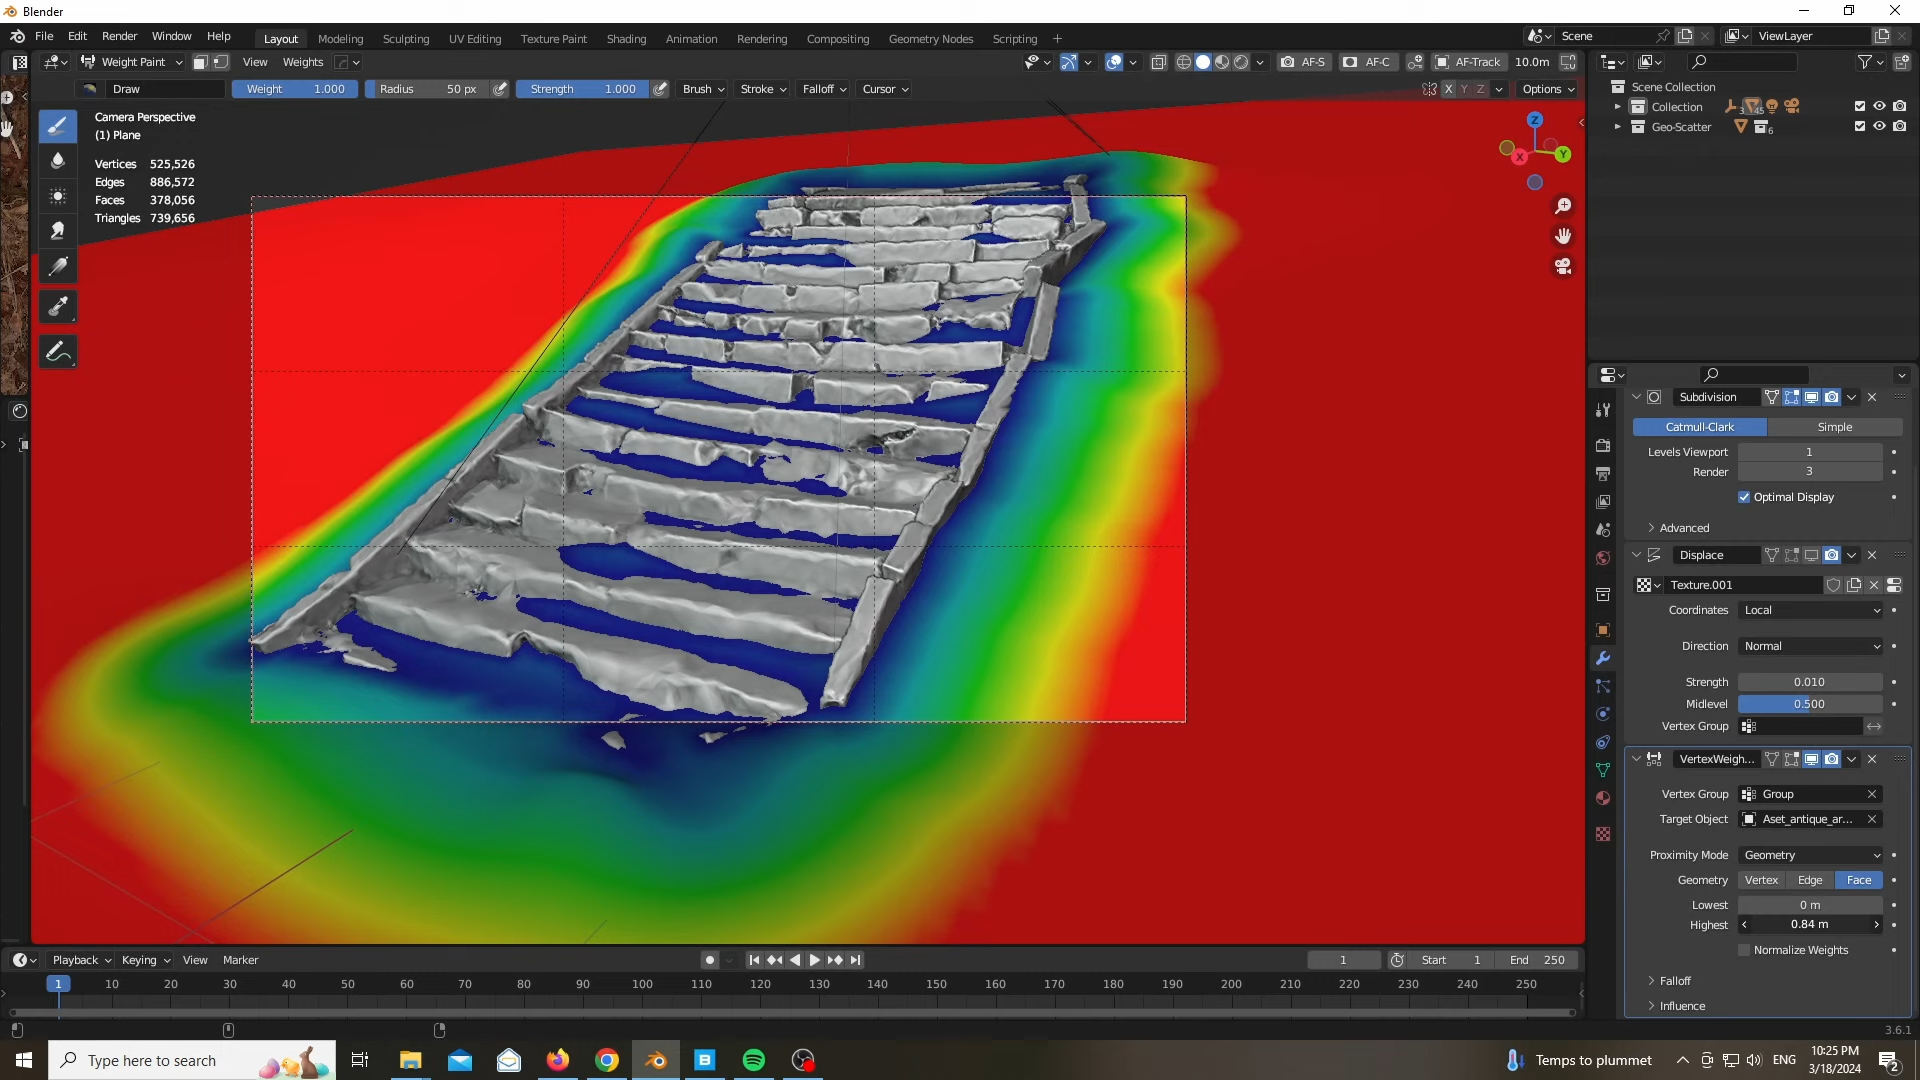 Blender
File Edit Render Window Help
Layout Modeling Sculpting UV Editing Texture Paint Shading Animation Rendering Compositing Geometry Nodes Scripting +
Scene
ViewLayer
Weight Paint View Weights
AF-S AF-C AF-Track 10.0m
Draw Weight 1.000 Radius 50 px Strength 1.000 Brush Stroke Falloff Cursor
X Y Z Options
Camera Perspective
(1) Plane
Vertices 525,526
Edges 886,572
Faces 378,056
Triangles 739,656
Z
X Y
Scene Collection
Collection 3 45
Geo-Scatter 6
Subdivision
Catmull-Clark Simple
Levels Viewport 1
Render 3
Optimal Display
Advanced
Displace
Texture.001
Coordinates Local
Direction Normal
Strength 0.010
Midlevel 0.500
Vertex Group
VertexWeigh...
Vertex Group Group
Target Object Aset_antique_ar...
Proximity Mode Geometry
Geometry Vertex Edge Face
Lowest 0 m
Highest 0.84 m
Normalize Weights
Falloff
Influence
Playback Keying View Marker
1 Start 1 End 250
1 10 20 30 40 50 60 70 80 90 100 110 120 130 140 150 160 170 180 190 200 210 220 230 240 250
3.6.1
Type here to search
Temps to plummet ENG
10:25 PM
3/18/2024
2